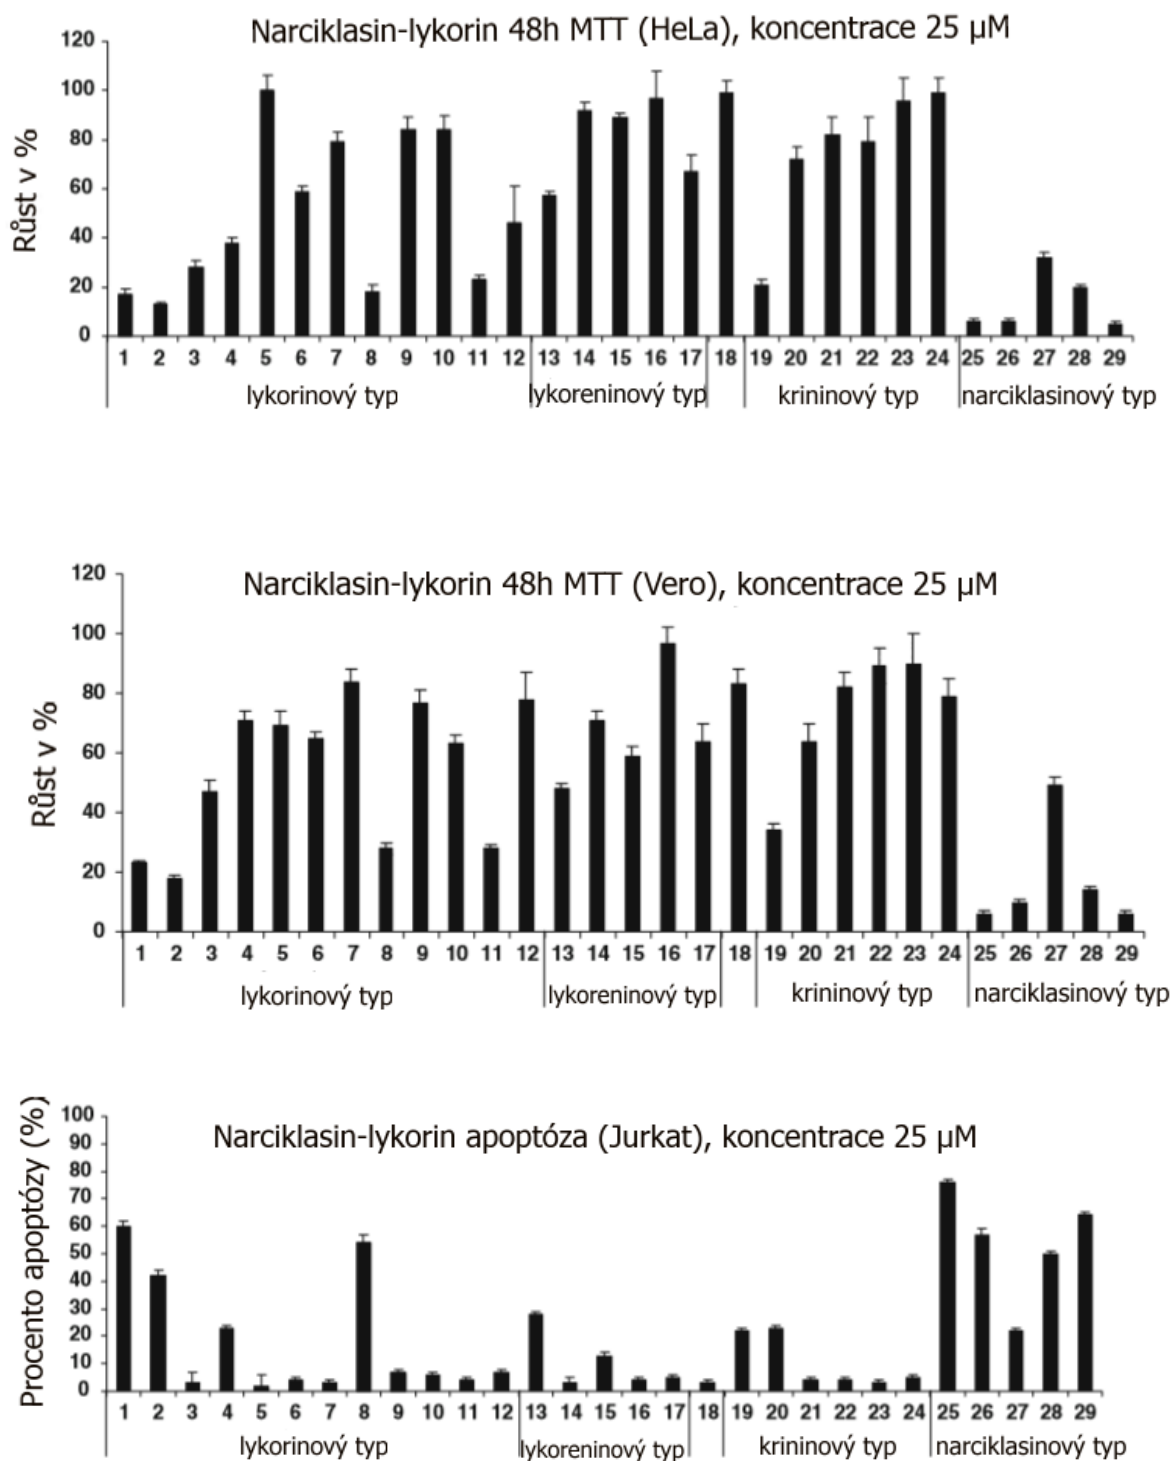 Narciklasin-lykorin 48h MTT (HeLa), koncentrace 25 µM
Růst v %
120
100
80
60
40
20
0
1 2 3 4 5 6 7 8 9 10 11 12 13 14 15 16 17 18 19 20 21 22 23 24 25 26 27 28 29
lykorinový typ lykoreninový typ krininový typ narciklasinový typ
Narciklasin-lykorin 48h MTT (Vero), koncentrace 25 µM
Růst v %
120
100
80
60
40
20
0
1 2 3 4 5 6 7 8 9 10 11 12 13 14 15 16 17 18 19 20 21 22 23 24 25 26 27 28 29
lykorinový typ lykoreninový typ krininový typ narciklasinový typ
Narciklasin-lykorin apoptóza (Jurkat), koncentrace 25 µM
Procento apoptózy (%)
100
90
80
70
60
50
40
30
20
10
0
1 2 3 4 5 6 7 8 9 10 11 12 13 14 15 16 17 18 19 20 21 22 23 24 25 26 27 28 29
lykorinový typ lykoreninový typ krininový typ narciklasinový typ